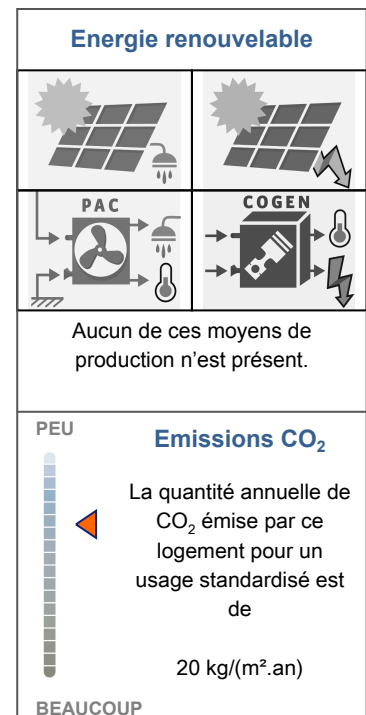 Energie renouvelable
PAC
COGEN
Aucun de ces moyens de
production n'est présent.
PEU
Emissions CO₂
La quantité annuelle de
CO₂ émise par ce
logement pour un
usage standardisé est
de
20 kg/(m².an)
BEAUCOUP